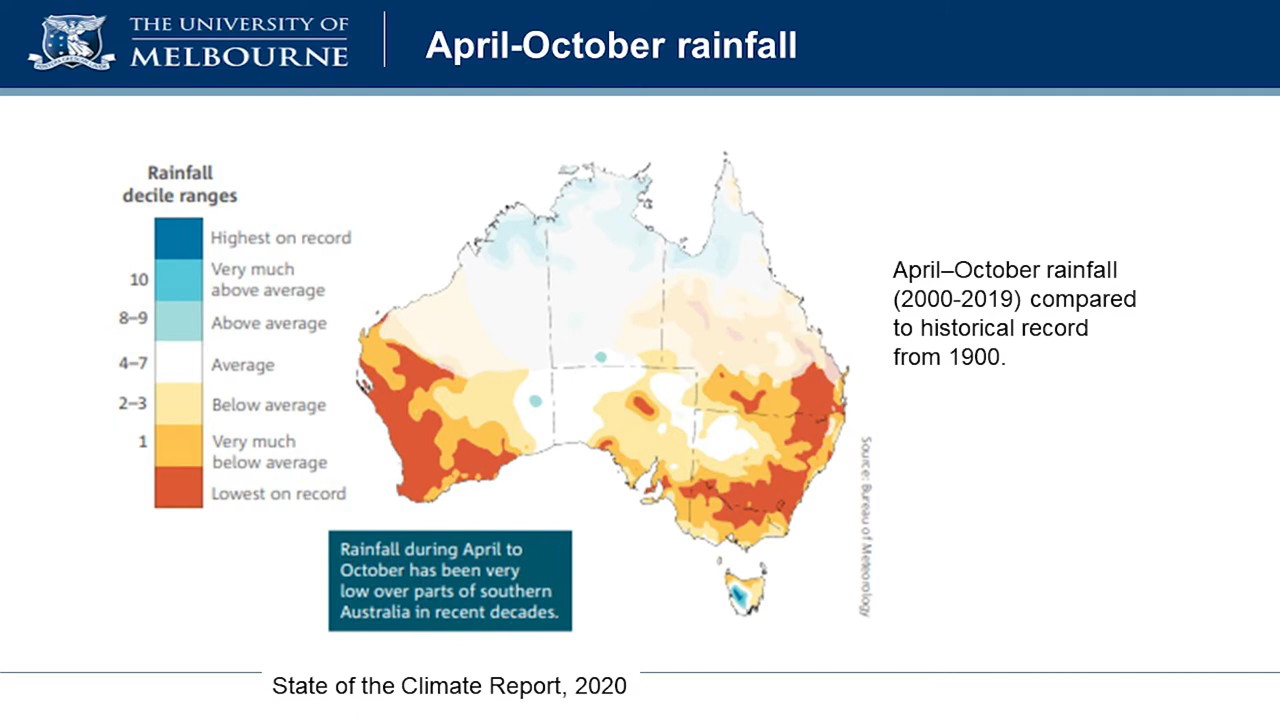 THE UNIVERSITY OF
MELBOURNE
April-October rainfall
Rainfall
decile ranges
Highest on record
10
Very much
above average
8–9
Above average
4–7
Average
2–3
Below average
1
Very much
below average
Lowest on record
April–October rainfall
(2000-2019) compared
to historical record
from 1900.
Source: Bureau of Meteorology
Rainfall during April to
October has been very
low over parts of southern
Australia in recent decades.
State of the Climate Report, 2020